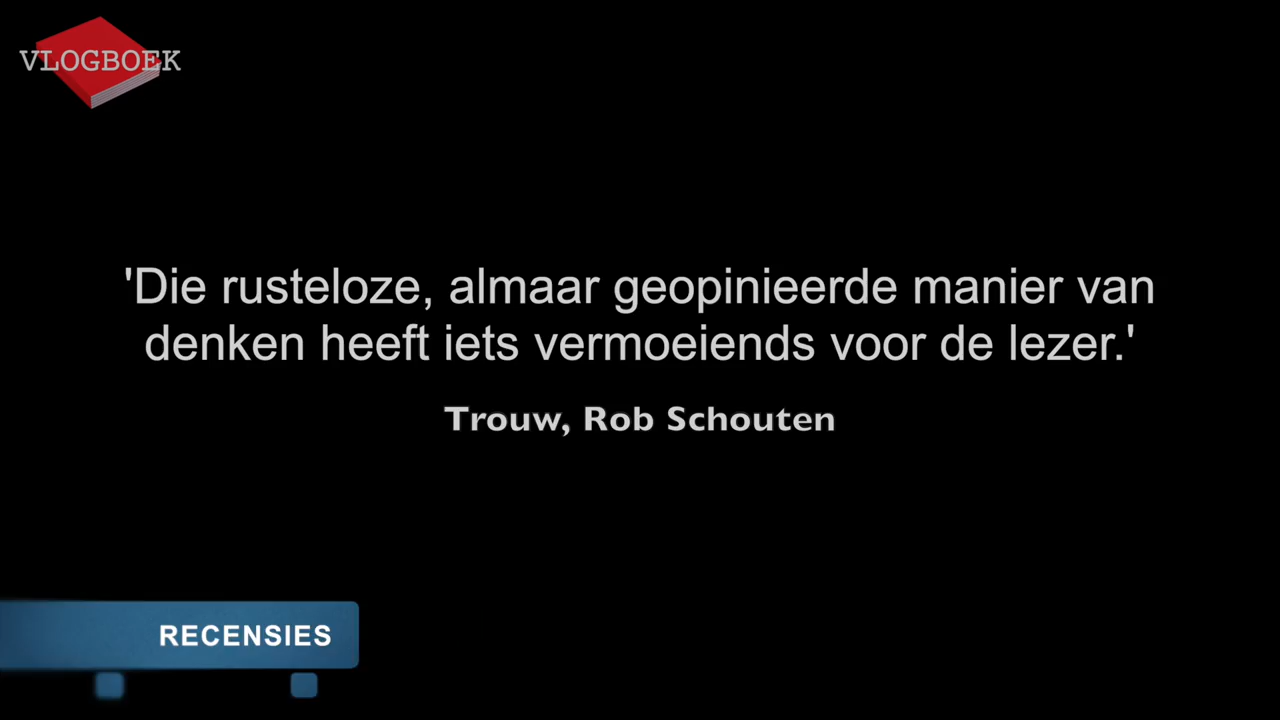 VLOGBOEK
'Die rusteloze, almaar geopinieerde manier van
denken heeft iets vermoeiends voor de lezer.'
Trouw, Rob Schouten
RECENSIES